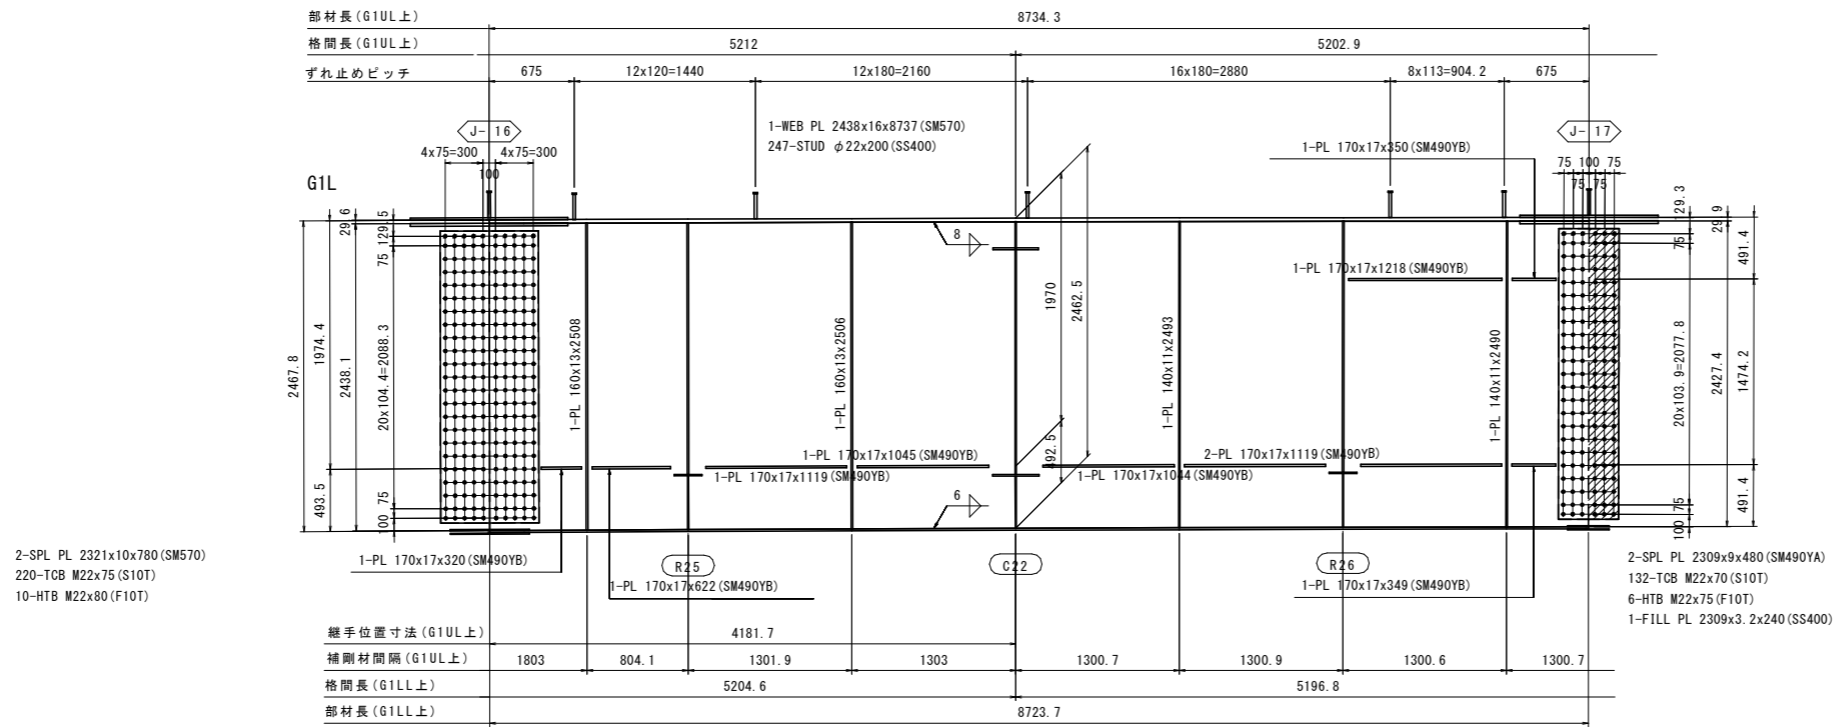 部材長(G1UL上)
8734.3
格間長(G1UL上)
5212
5202.9
ずれ止めピッチ
675
12x120=1440
12x180=2160
16x180=2880
8x113=904.2
675
J- 16
4x75=300
4x75=300
100
1-WEB PL 2438x16x8737(SM570)
247-STUD φ22x200(SS400)
1-PL 170x17x350(SM490YB)
J- 17
75 100 75
75 75
G1L
29.6
129.5
75
8
1970
2462.5
492.5
1-PL 170x17x1218(SM490YB)
129.3
29.9
75
491.4
2467.8
1974.4
2438.1
20x104.4=2088.3
493.5
75
100
1-PL 160x13x2508
1-PL 160x13x2506
1-PL 140x11x2493
1-PL 140x11x2490
20x103.9=2077.8
2427.4
1474.2
491.4
75
100
1-PL 170x17x1045(SM490YB)
2-PL 170x17x1119(SM490YB)
1-PL 170x17x1119(SM490YB)
1-PL 170x17x1044(SM490YB)
6
2-SPL PL 2321x10x780(SM570)
220-TCB M22x75(S10T)
10-HTB M22x80(F10T)
1-PL 170x17x320(SM490YB)
R25
1-PL 170x17x622(SM490YB)
C22
R26
1-PL 170x17x349(SM490YB)
2-SPL PL 2309x9x480(SM490YA)
132-TCB M22x70(S10T)
6-HTB M22x75(F10T)
1-FILL PL 2309x3.2x240(SS400)
継手位置寸法(G1UL上)
4181.7
補剛材間隔(G1UL上)
1803
804.1
1301.9
1303
1300.7
1300.9
1300.6
1300.7
格間長(G1LL上)
5204.6
5196.8
部材長(G1LL上)
8723.7